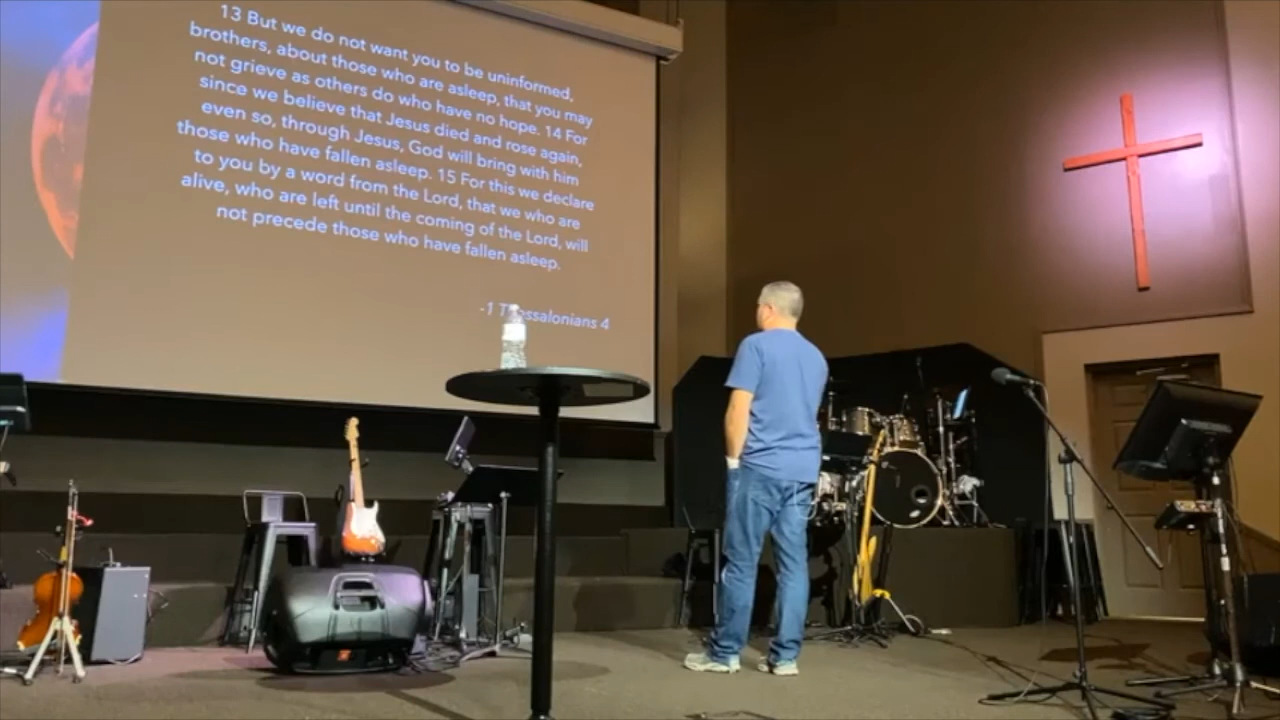 13 But we do not want you to be uninformed,
brothers, about those who are asleep, that you may
not grieve as others do who have no hope. 14 For
since we believe that Jesus died and rose again,
even so, through Jesus, God will bring with him
those who have fallen asleep. 15 For this we declare
to you by a word from the Lord, that we who are
alive, who are left until the coming of the Lord, will
not precede those who have fallen asleep.
-1 Thessalonians 4